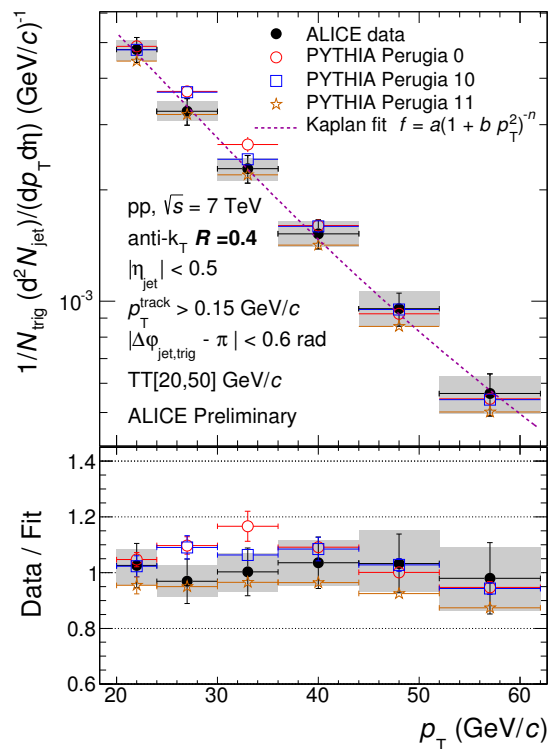 1/N_trig (d²N_jet)/(dp_T dη) (GeV/c)⁻¹
ALICE data
PYTHIA Perugia 0
PYTHIA Perugia 10
PYTHIA Perugia 11
Kaplan fit f = a(1 + b p_T²)⁻ⁿ
pp, √s = 7 TeV
anti-k_T R =0.4
|η_jet| < 0.5
p_T^track > 0.15 GeV/c
|Δφ_jet,trig - π| < 0.6 rad
TT[20,50] GeV/c
ALICE Preliminary
10⁻³
Data / Fit
1.4
1.2
1
0.8
0.6
20 30 40 50 60
p_T (GeV/c)